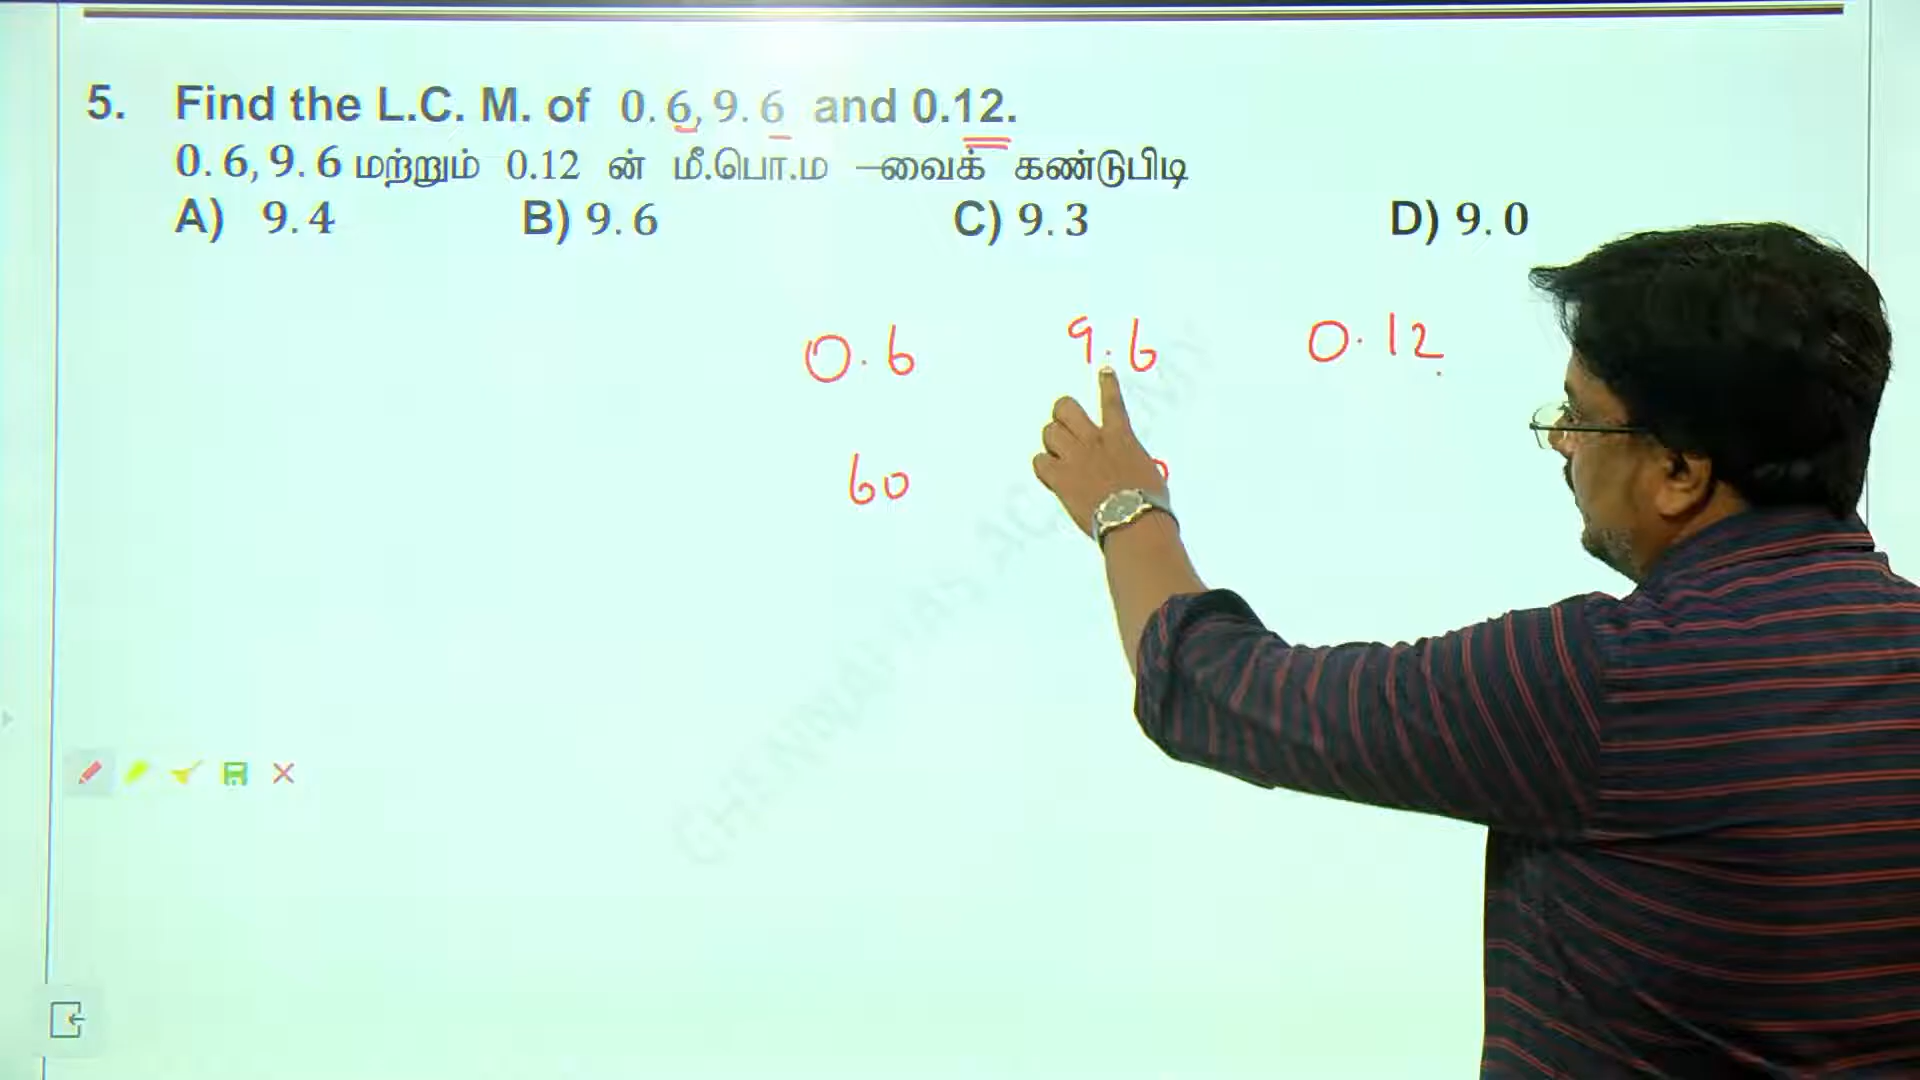 5. Find the L.C. M. of 0. 6, 9. 6 and 0.12.
0. 6, 9. 6 மற்றும் 0.12 ன் மீ.பொ.ம –வைக் கண்டுபிடி
A) 9. 4 B) 9. 6 C) 9. 3 D) 9. 0
0.6 9.6 0.12
60